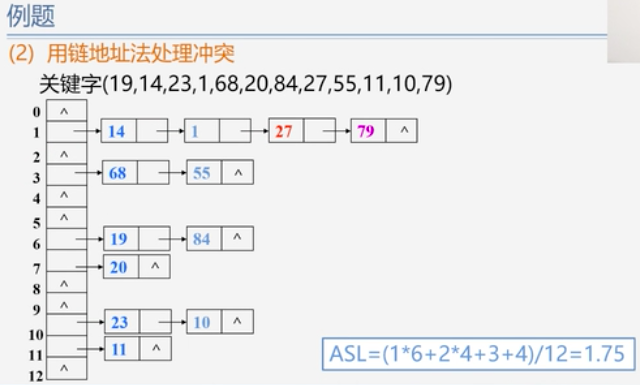 例题
(2) 用链地址法处理冲突
关键字(19,14,23,1,68,20,84,27,55,11,10,79)
0 ^
1 14 1 27 79 ^
2 ^
3 68 55 ^
4 ^
5 ^
6 19 84 ^
7 20 ^
8 ^
9 ^
10 23 10 ^
11 11 ^
12 ^
ASL=(1*6+2*4+3+4)/12=1.75